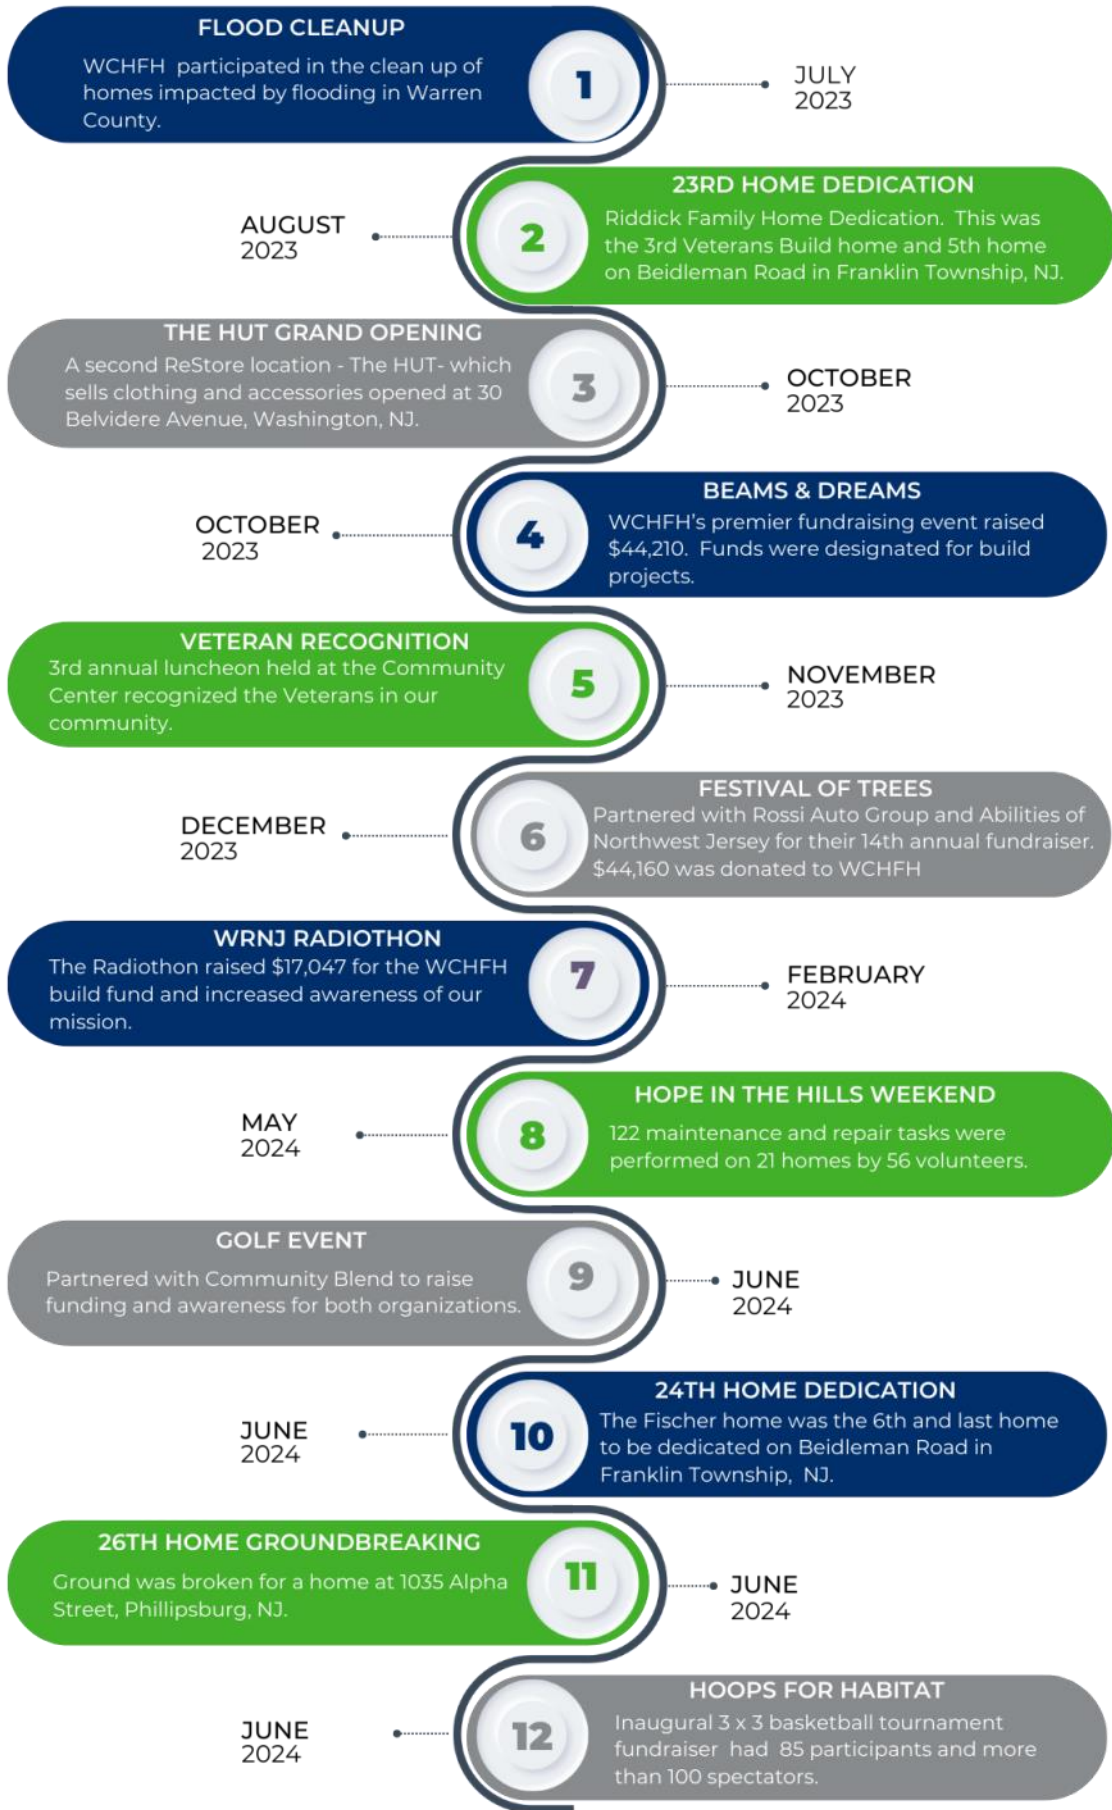 FLOOD CLEANUP
WCHFH participated in the clean up of
homes impacted by flooding in Warren
County.
1
JULY
2023
23RD HOME DEDICATION
Riddick Family Home Dedication. This was
the 3rd Veterans Build home and 5th home
on Beidleman Road in Franklin Township, NJ.
2
AUGUST
2023
THE HUT GRAND OPENING
A second ReStore location - The HUT- which
sells clothing and accessories opened at 30
Belvidere Avenue, Washington, NJ.
3
OCTOBER
2023
BEAMS & DREAMS
WCHFH's premier fundraising event raised
$44,210. Funds were designated for build
projects.
4
OCTOBER
2023
VETERAN RECOGNITION
3rd annual luncheon held at the Community
Center recognized the Veterans in our
community.
5
NOVEMBER
2023
FESTIVAL OF TREES
Partnered with Rossi Auto Group and Abilities of
Northwest Jersey for their 14th annual fundraiser.
$44,160 was donated to WCHFH
6
DECEMBER
2023
WRNJ RADIOTHON
The Radiothon raised $17,047 for the WCHFH
build fund and increased awareness of our
mission.
7
FEBRUARY
2024
HOPE IN THE HILLS WEEKEND
122 maintenance and repair tasks were
performed on 21 homes by 56 volunteers.
8
MAY
2024
GOLF EVENT
Partnered with Community Blend to raise
funding and awareness for both organizations.
9
JUNE
2024
24TH HOME DEDICATION
The Fischer home was the 6th and last home
to be dedicated on Beidleman Road in
Franklin Township, NJ.
10
JUNE
2024
26TH HOME GROUNDBREAKING
Ground was broken for a home at 1035 Alpha
Street, Phillipsburg, NJ.
11
JUNE
2024
HOOPS FOR HABITAT
Inaugural 3 x 3 basketball tournament
fundraiser had 85 participants and more
than 100 spectators.
12
JUNE
2024